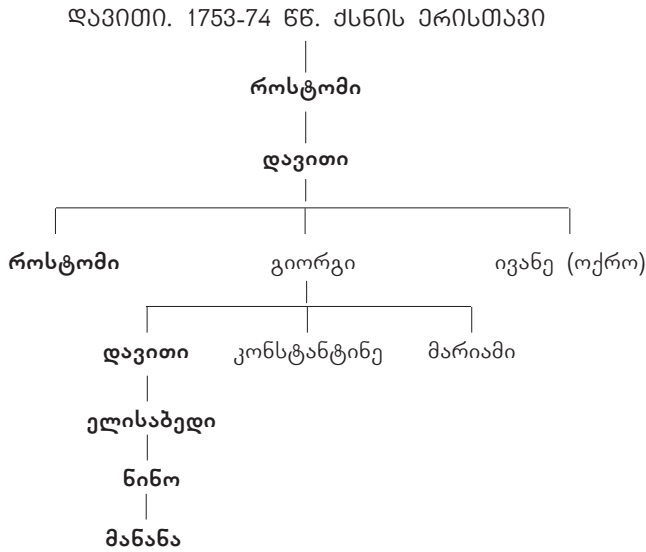 დავითი. 1753-74 წწ. ქსნის ერისთავი
როსტომი
დავითი
როსტომი გიორგი ივანე (ოქრო)
დავითი კონსტანტინე მარიამი
ელისაბედი
ნინო
მანანა